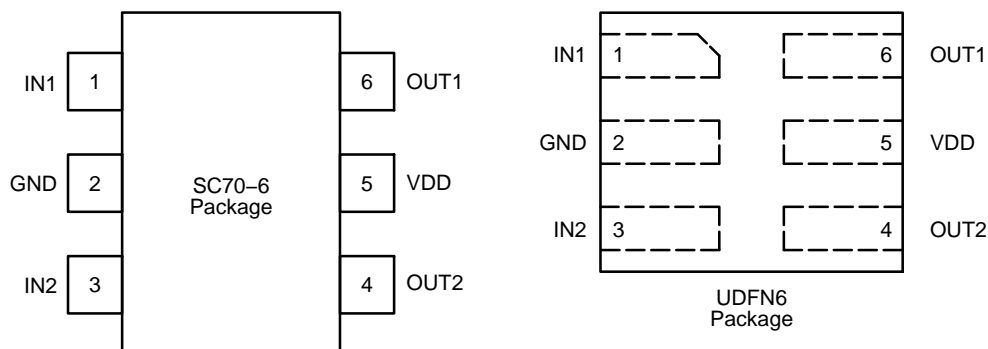 IN1 1 6 OUT1
GND 2 5 VDD
IN2 3 4 OUT2
SC70–6
Package
IN1 1 6 OUT1
GND 2 5 VDD
IN2 3 4 OUT2
UDFN6
Package